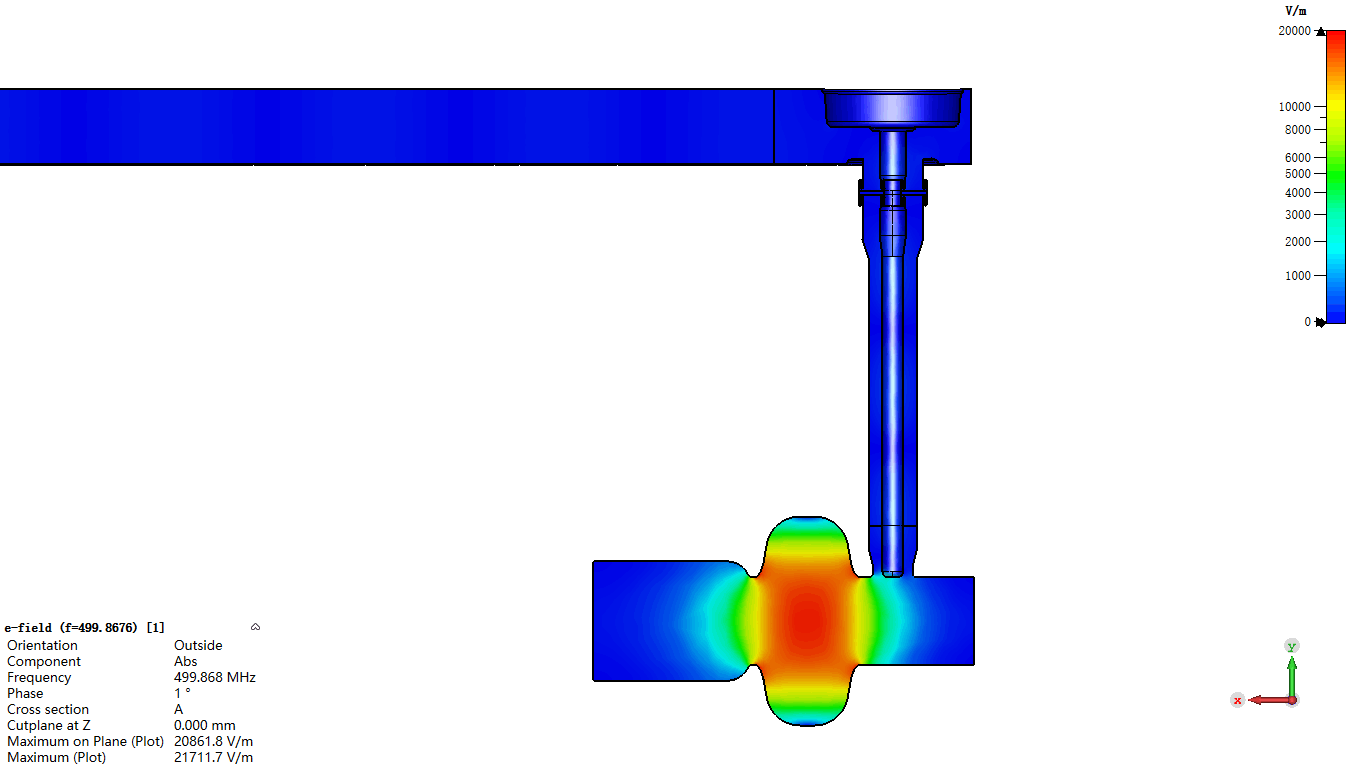 V/m
20000
10000
8000
6000
5000
4000
3000
2000
1000
0
e-field (f=499.8676) [1]
Orientation Outside
Component Abs
Frequency 499.868 MHz
Phase 1 °
Cross section A
Cutplane at Z 0.000 mm
Maximum on Plane (Plot) 20861.8 V/m
Maximum (Plot) 21711.7 V/m
Y
x